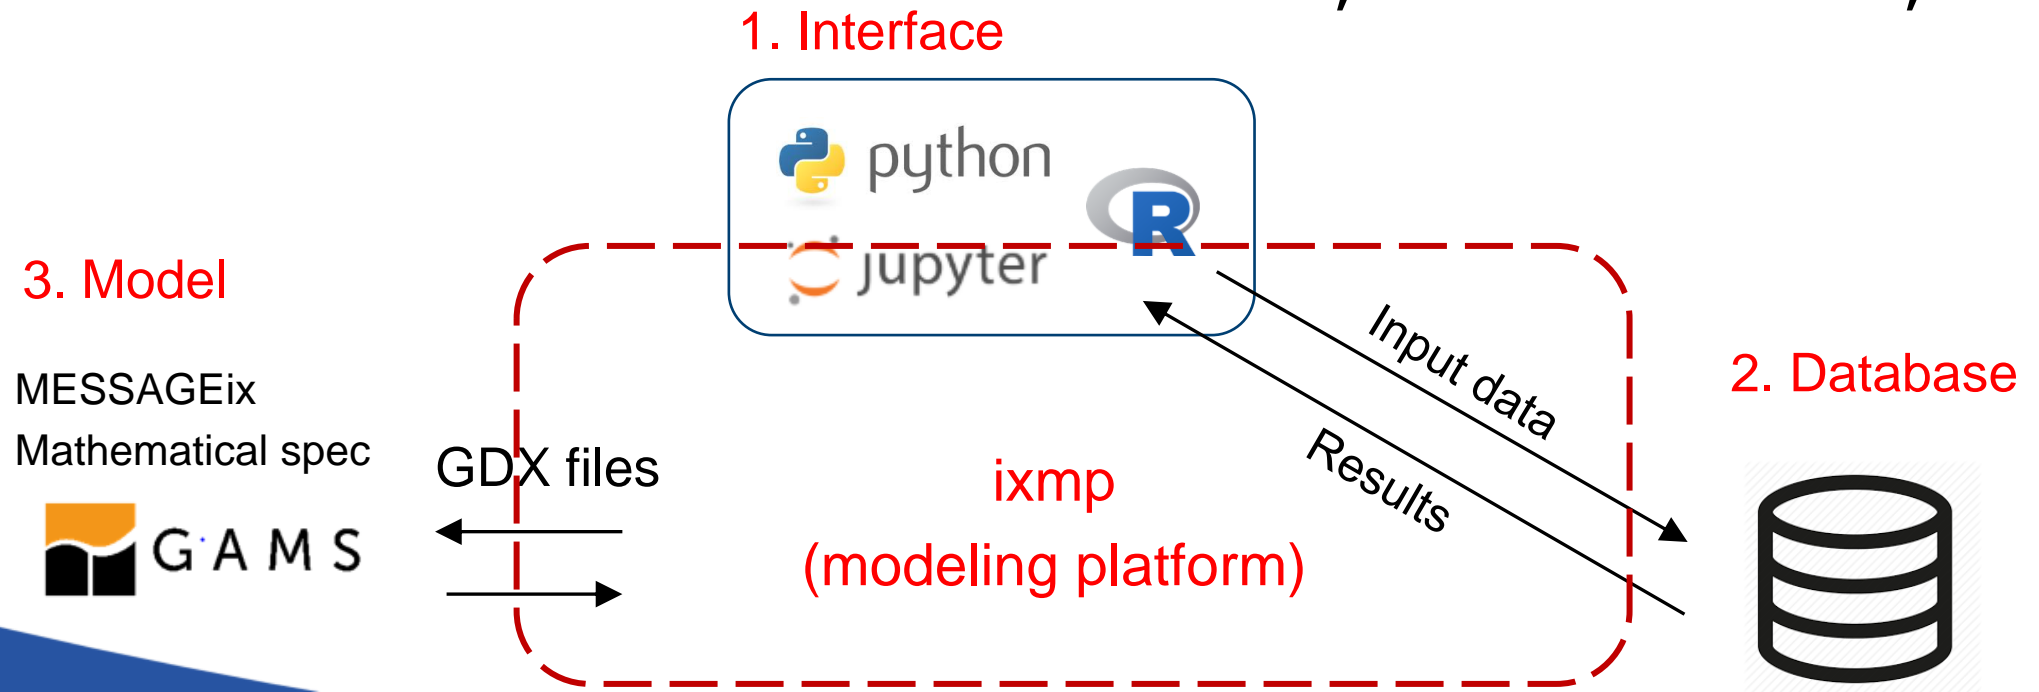 1. Interface
python
R
jupyter
3. Model
MESSAGEix
Mathematical spec
GAMS
GDX files
ixmp
(modeling platform)
Input data
Results
2. Database